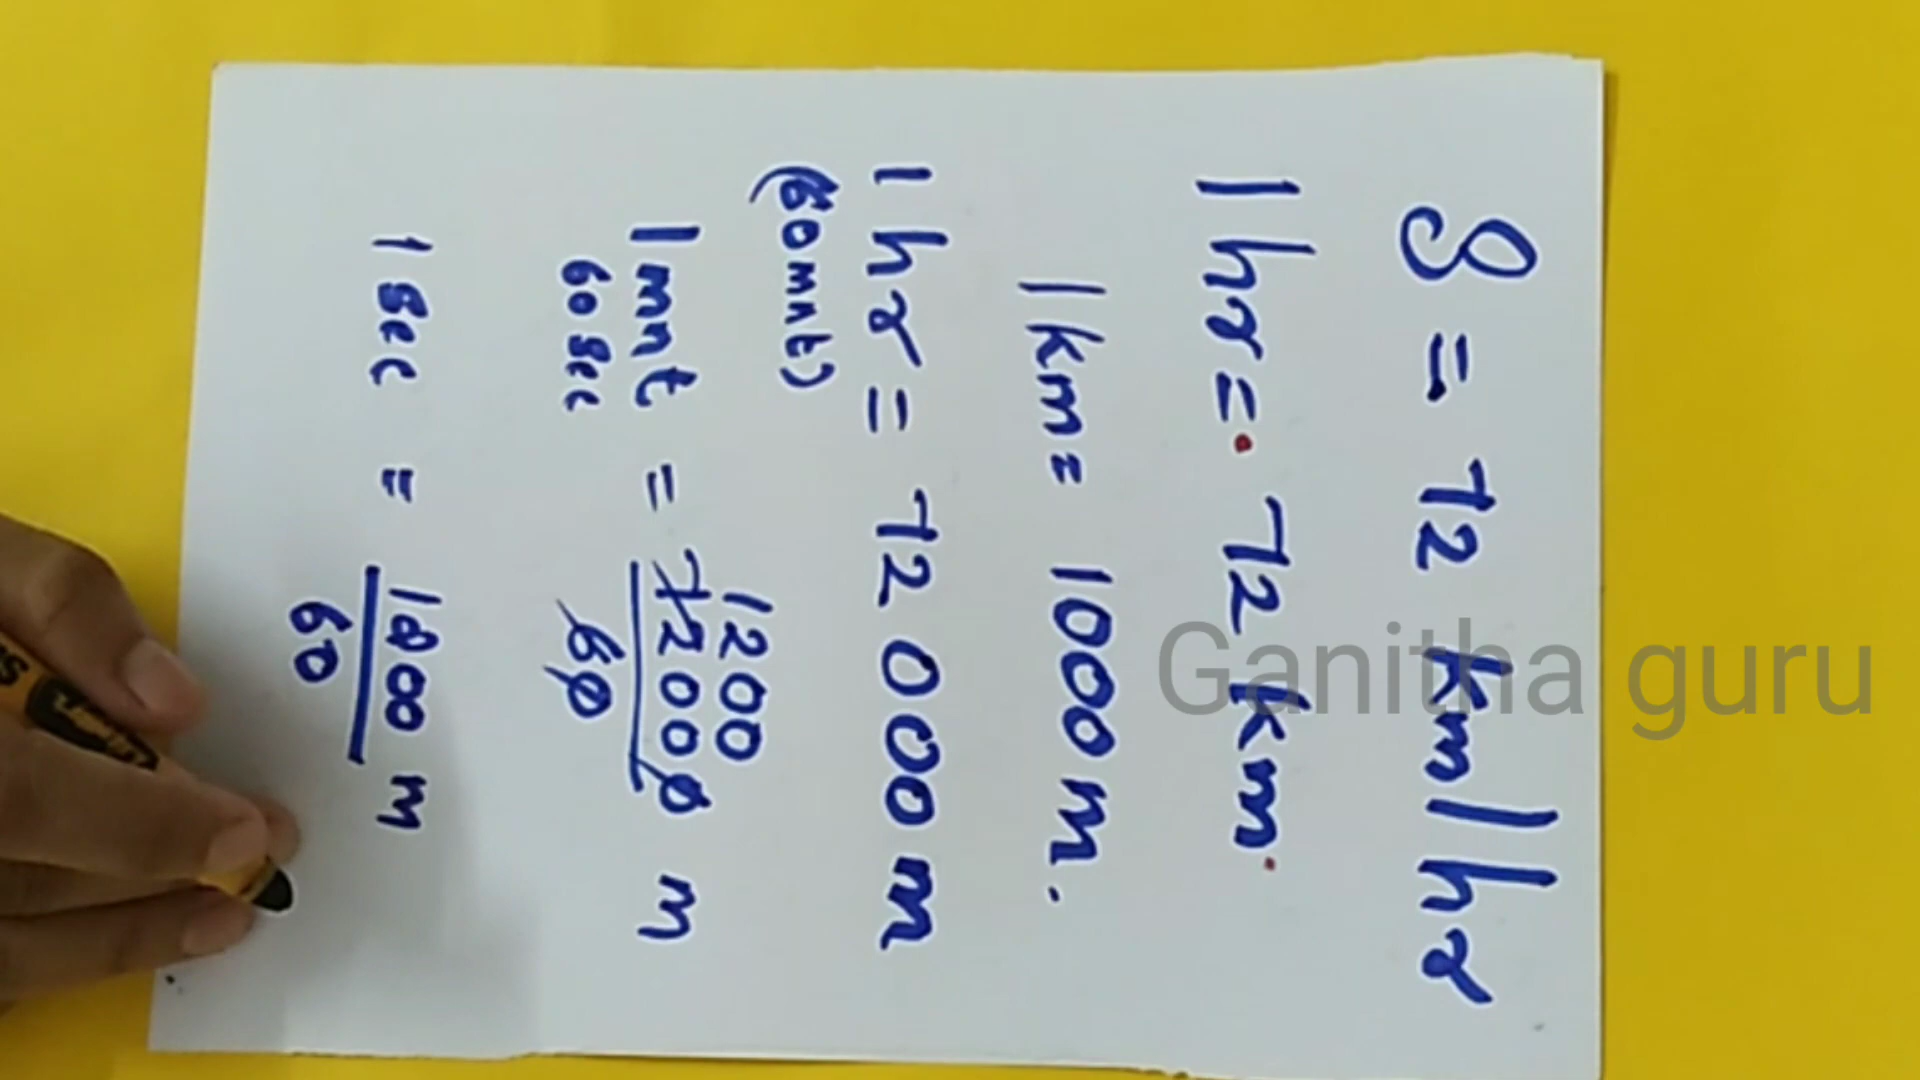 S = 72 km/hr
1 hr = 72 km
1 km = 1000 m.
1 hr = 72 000 m
(60 mnt)
1200
1 mnt = 72000 m
60 sec 60
1 sec = 1200 m
60
Ganitha guru